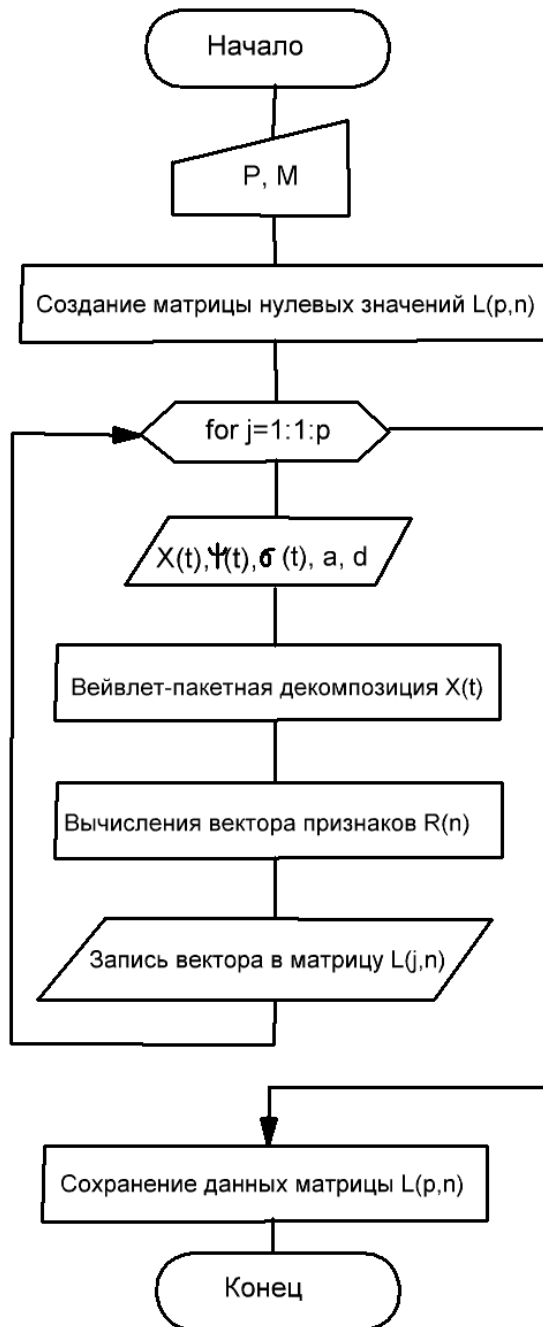 Начало
P, M
Создание матрицы нулевых значений L(p,n)
for j=1:1:p
X(t),Ψ(t),σ (t), a, d
Вейвлет-пакетная декомпозиция X(t)
Вычисления вектора признаков R(n)
Запись вектора в матрицу L(j,n)
Сохранение данных матрицы L(p,n)
Конец